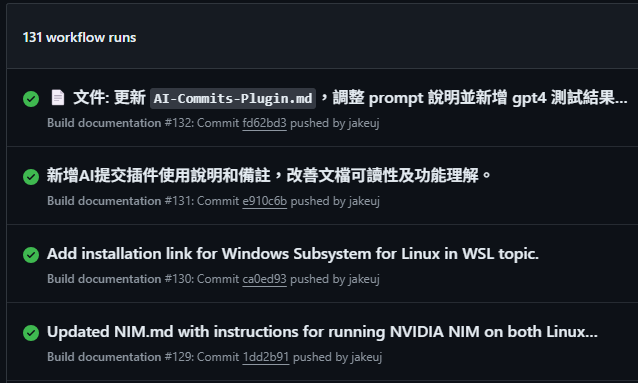 131 workflow runs
📄 文件: 更新 AI-Commits-Plugin.md，調整 prompt 說明並新增 gpt4 測試結果...
Build documentation #132: Commit fd62bd3 pushed by jakeuj
新增AI提交插件使用說明和備註，改善文檔可讀性及功能理解。
Build documentation #131: Commit e910c6b pushed by jakeuj
Add installation link for Windows Subsystem for Linux in WSL topic.
Build documentation #130: Commit ca0ed93 pushed by jakeuj
Updated NIM.md with instructions for running NVIDIA NIM on both Linux...
Build documentation #129: Commit 1dd2b91 pushed by jakeuj